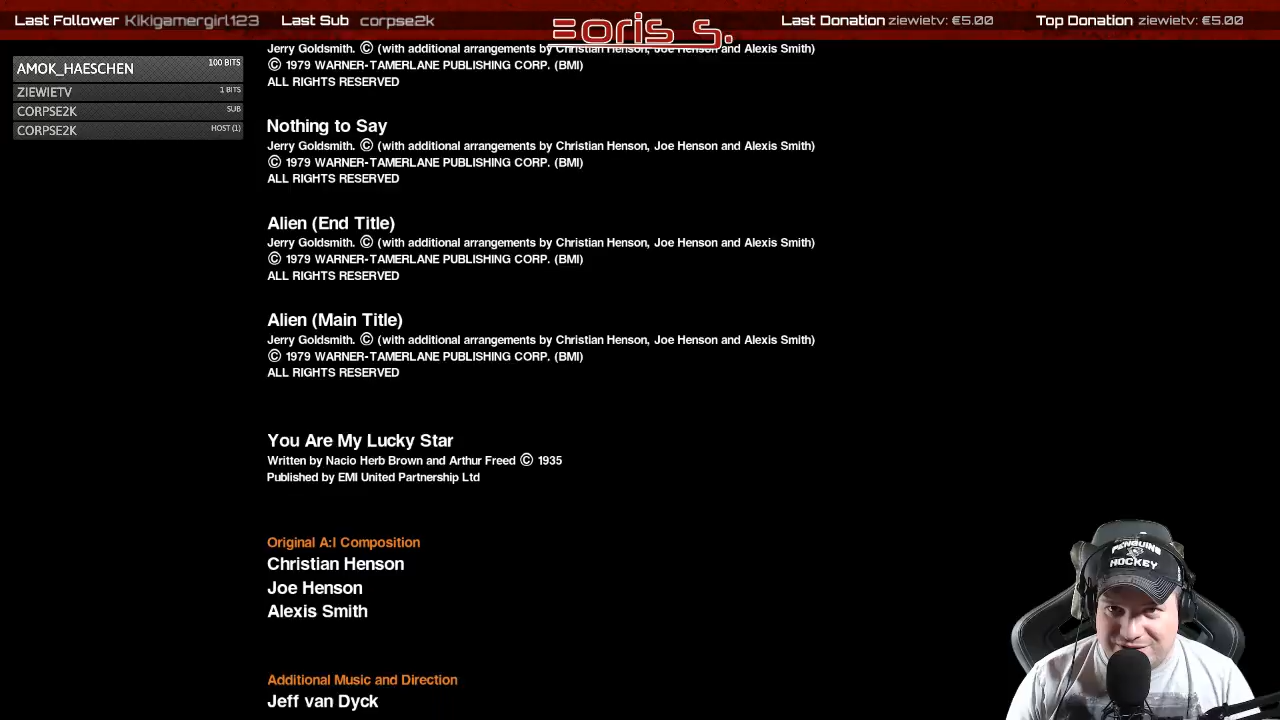 Last Follower Kikigamergirl123 Last Sub corpse2k Boris S. Last Donation ziewietv: €5.00 Top Donation ziewietv: €5.00
AMOK_HAESCHEN 100 BITS
ZIEWIETV 1 BITS
CORPSE2K SUB
CORPSE2K HOST (1)
Jerry Goldsmith. © (with additional arrangements by Christian Henson, Joe Henson and Alexis Smith)
© 1979 WARNER-TAMERLANE PUBLISHING CORP. (BMI)
ALL RIGHTS RESERVED
Nothing to Say
Jerry Goldsmith. © (with additional arrangements by Christian Henson, Joe Henson and Alexis Smith)
© 1979 WARNER-TAMERLANE PUBLISHING CORP. (BMI)
ALL RIGHTS RESERVED
Alien (End Title)
Jerry Goldsmith. © (with additional arrangements by Christian Henson, Joe Henson and Alexis Smith)
© 1979 WARNER-TAMERLANE PUBLISHING CORP. (BMI)
ALL RIGHTS RESERVED
Alien (Main Title)
Jerry Goldsmith. © (with additional arrangements by Christian Henson, Joe Henson and Alexis Smith)
© 1979 WARNER-TAMERLANE PUBLISHING CORP. (BMI)
ALL RIGHTS RESERVED
You Are My Lucky Star
Written by Nacio Herb Brown and Arthur Freed © 1935
Published by EMI United Partnership Ltd
Original A:I Composition
Christian Henson
Joe Henson
Alexis Smith
Additional Music and Direction
Jeff van Dyck
PENGUINS
HOCKEY